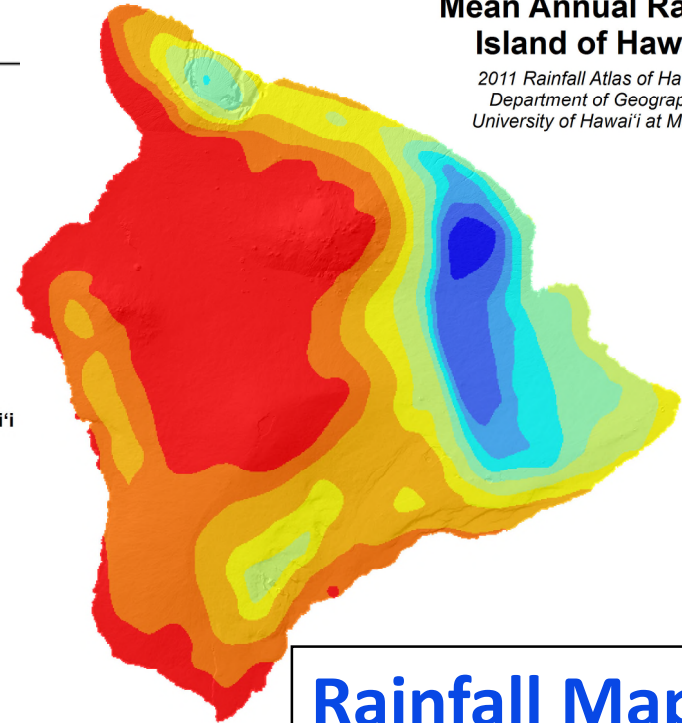 Mean Annual Ra
Island of Haw
2011 Rainfall Atlas of Ha
Department of Geograp
University of Hawai‘i at M
i‘i
Rainfall Map